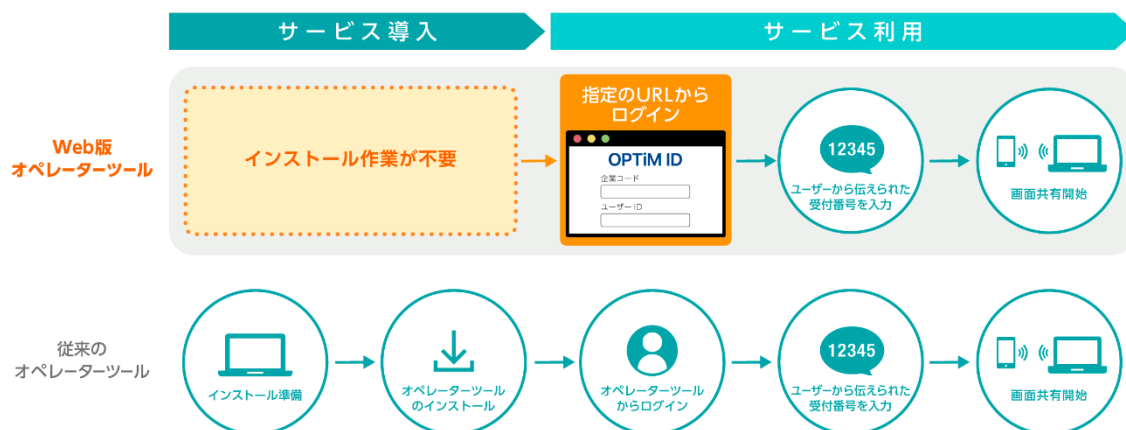 サービス導入
サービス利用
Web版
オペレーターツール
インストール作業が不要
指定のURLから
ログイン
OPTiM ID
企業コード
ユーザーID
12345
ユーザーから伝えられた
受付番号を入力
画面共有開始
従来の
オペレーターツール
インストール準備
オペレーターツール
のインストール
オペレーターツール
からログイン
12345
ユーザーから伝えられた
受付番号を入力
画面共有開始